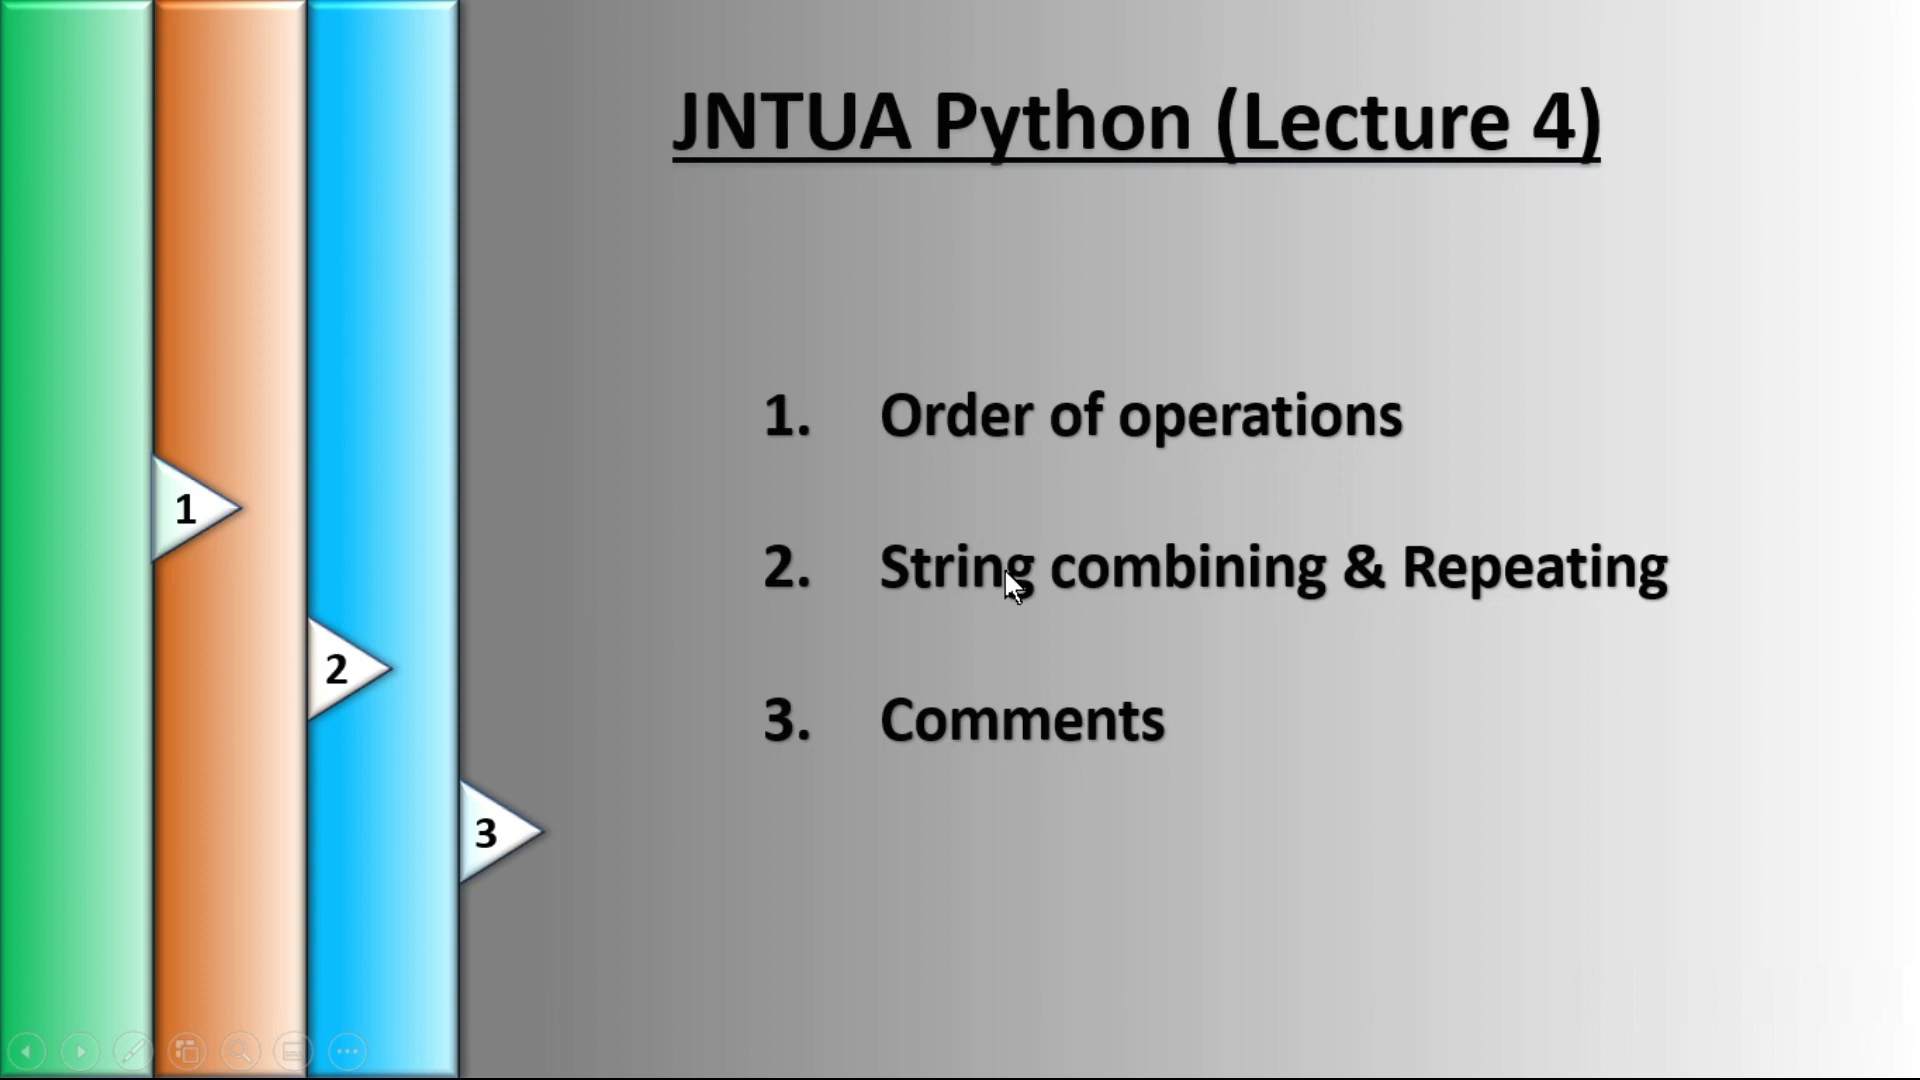 JNTUA Python (Lecture 4)
1. Order of operations
2. String combining & Repeating
3. Comments
1
2
3